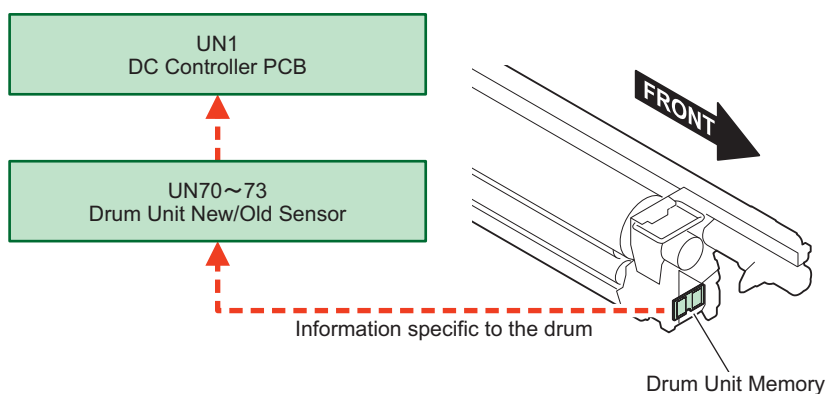 UN1
DC Controller PCB
FRONT
UN70～73
Drum Unit New/Old Sensor
Information specific to the drum
Drum Unit Memory